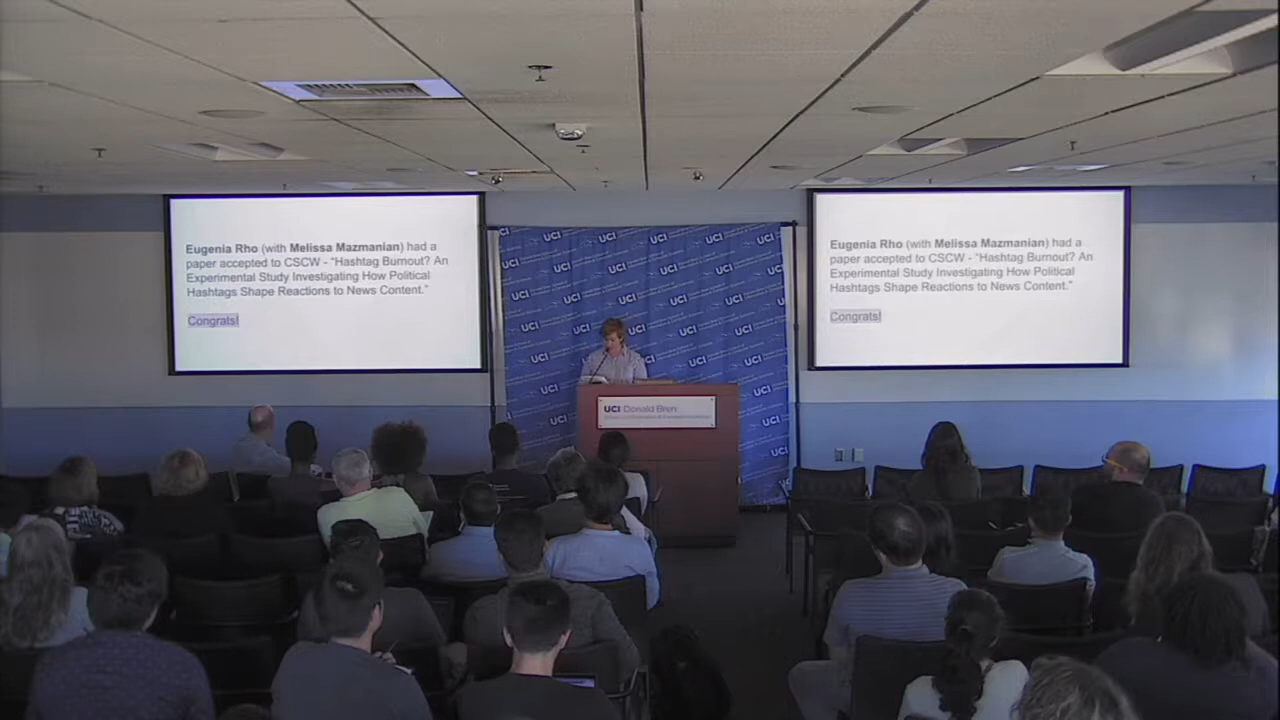 Eugenia Rho (with Melissa Mazmanian) had a
paper accepted to CSCW - "Hashtag Burnout? An
Experimental Study Investigating How Political
Hashtags Shape Reactions to News Content."
Congrats!
Eugenia Rho (with Melissa Mazmanian) had a
paper accepted to CSCW - "Hashtag Burnout? An
Experimental Study Investigating How Political
Hashtags Shape Reactions to News Content."
Congrats!
UCI
UCI Donald Bren